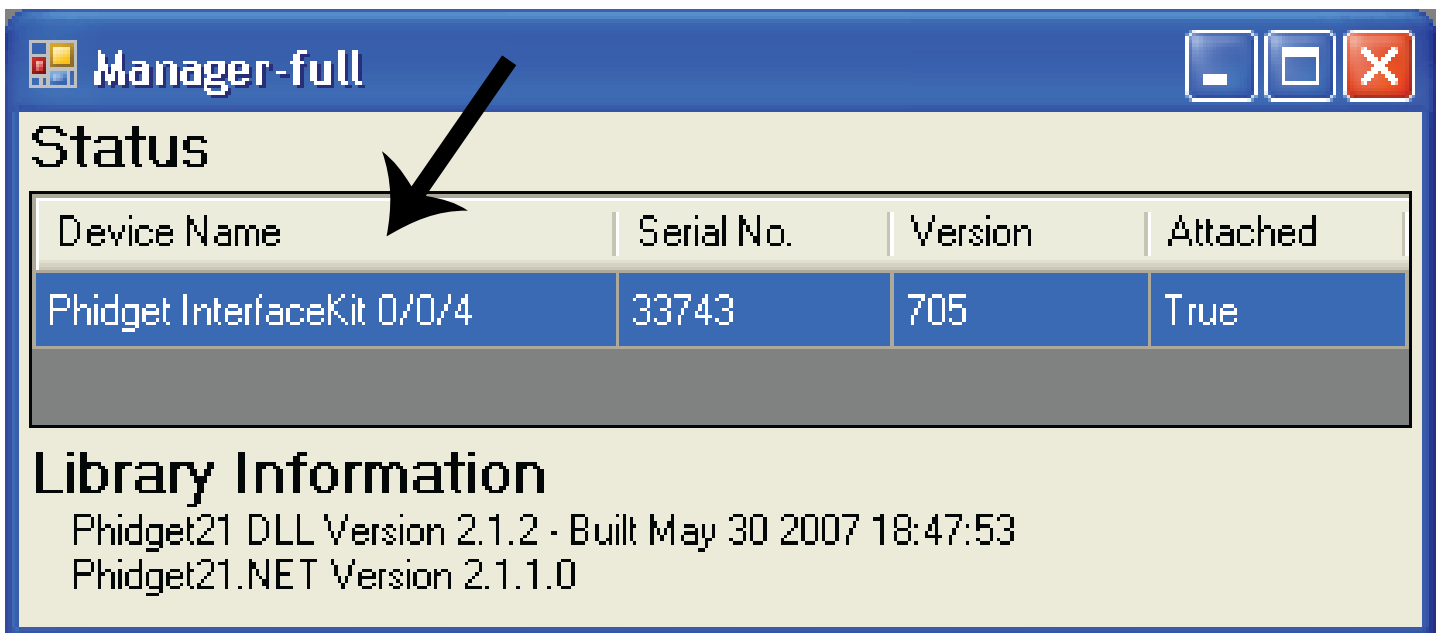 Manager-full
Status
Device Name Serial No. Version Attached
Phidget InterfaceKit 0/0/4 33743 705 True
Library Information
Phidget21 DLL Version 2.1.2 - Built May 30 2007 18:47:53
Phidget21.NET Version 2.1.1.0